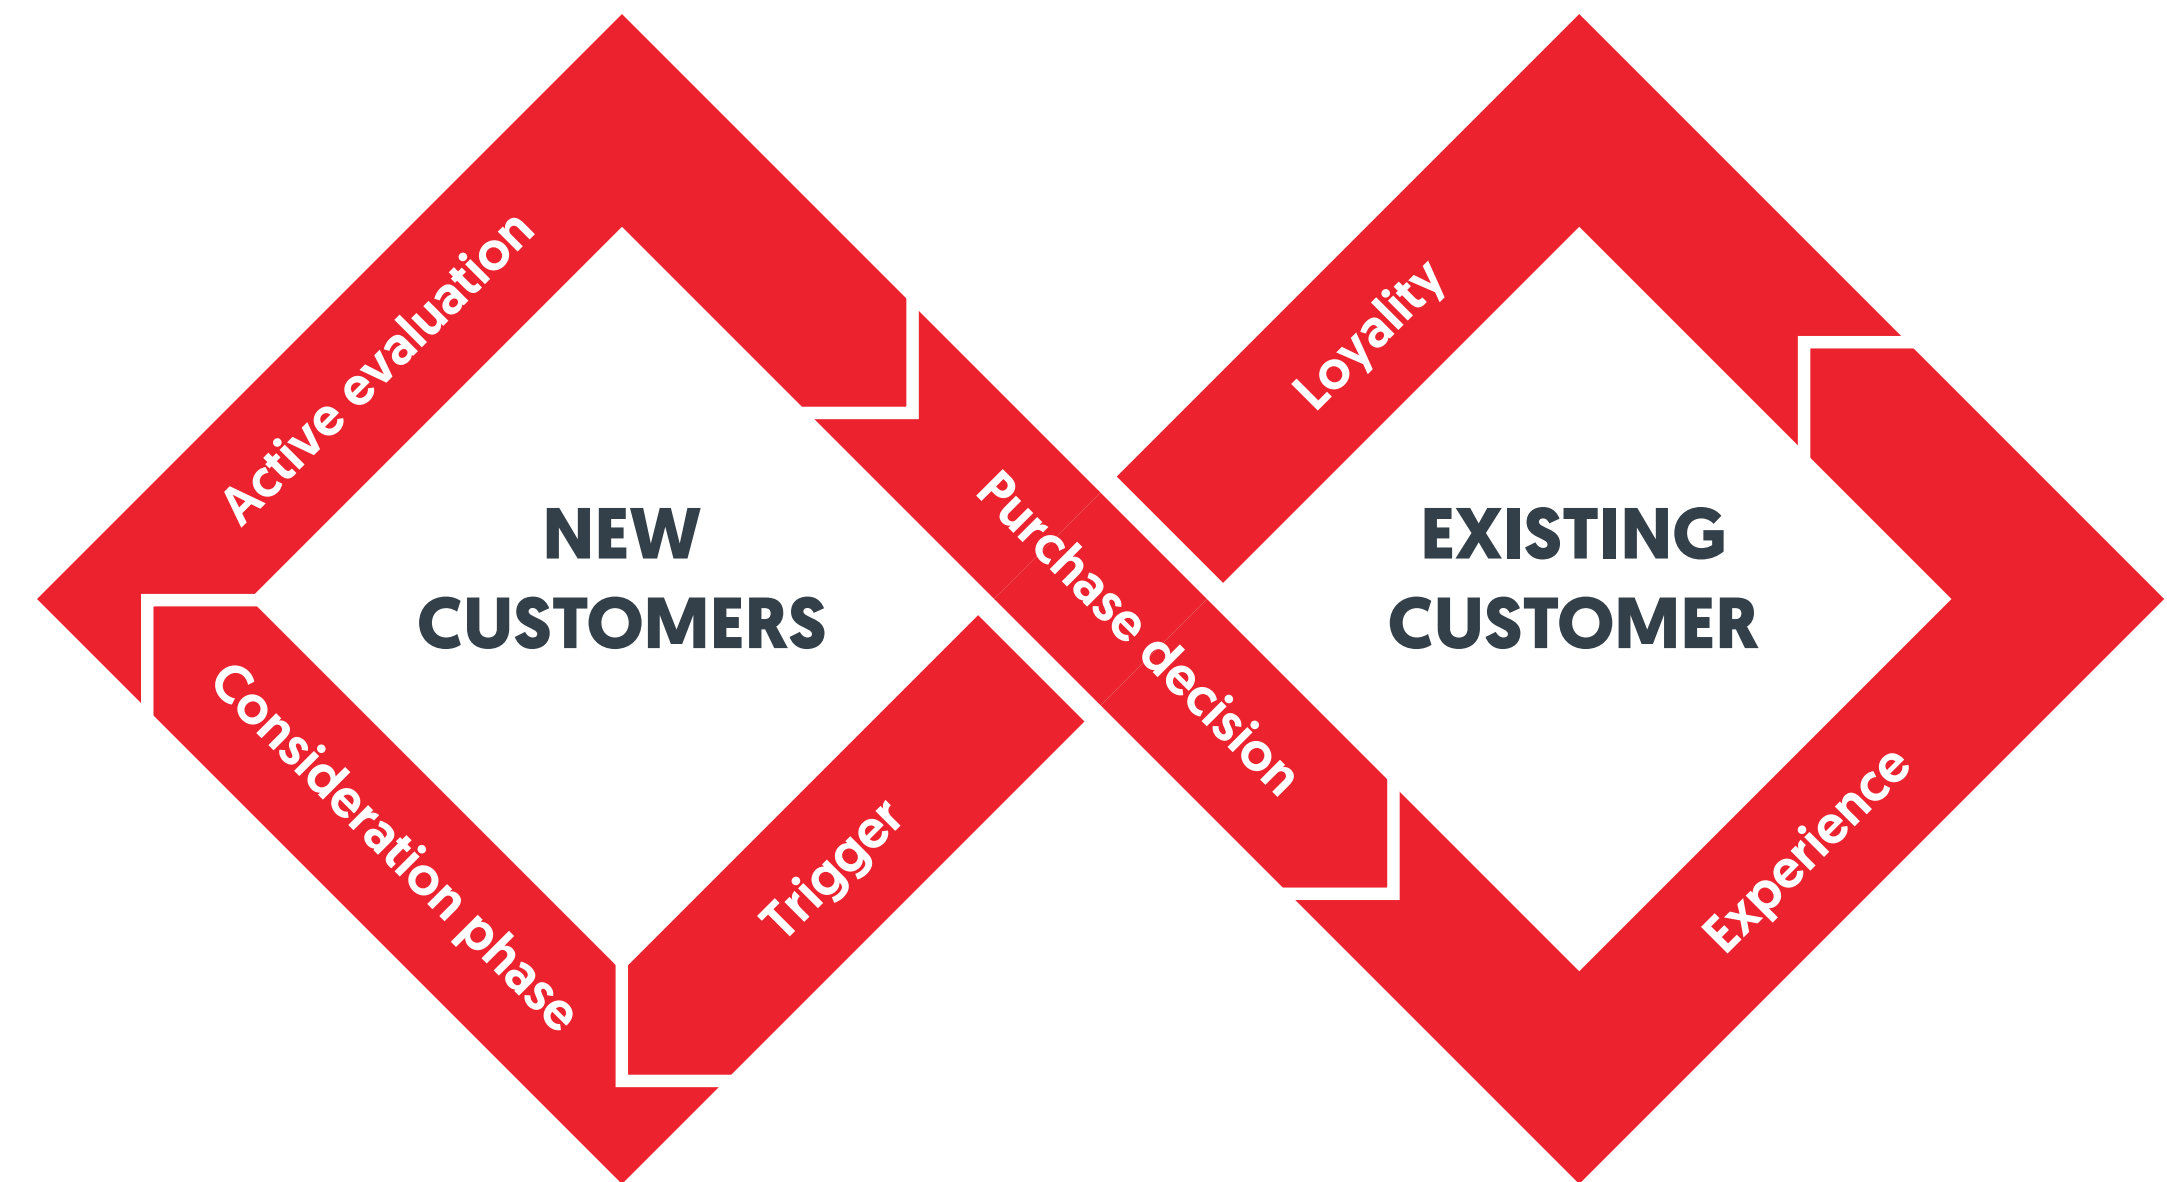 Active evaluation
NEW
CUSTOMERS
Consideration phase
Trigger
Purchase decision
Loyality
EXISTING
CUSTOMER
Experience